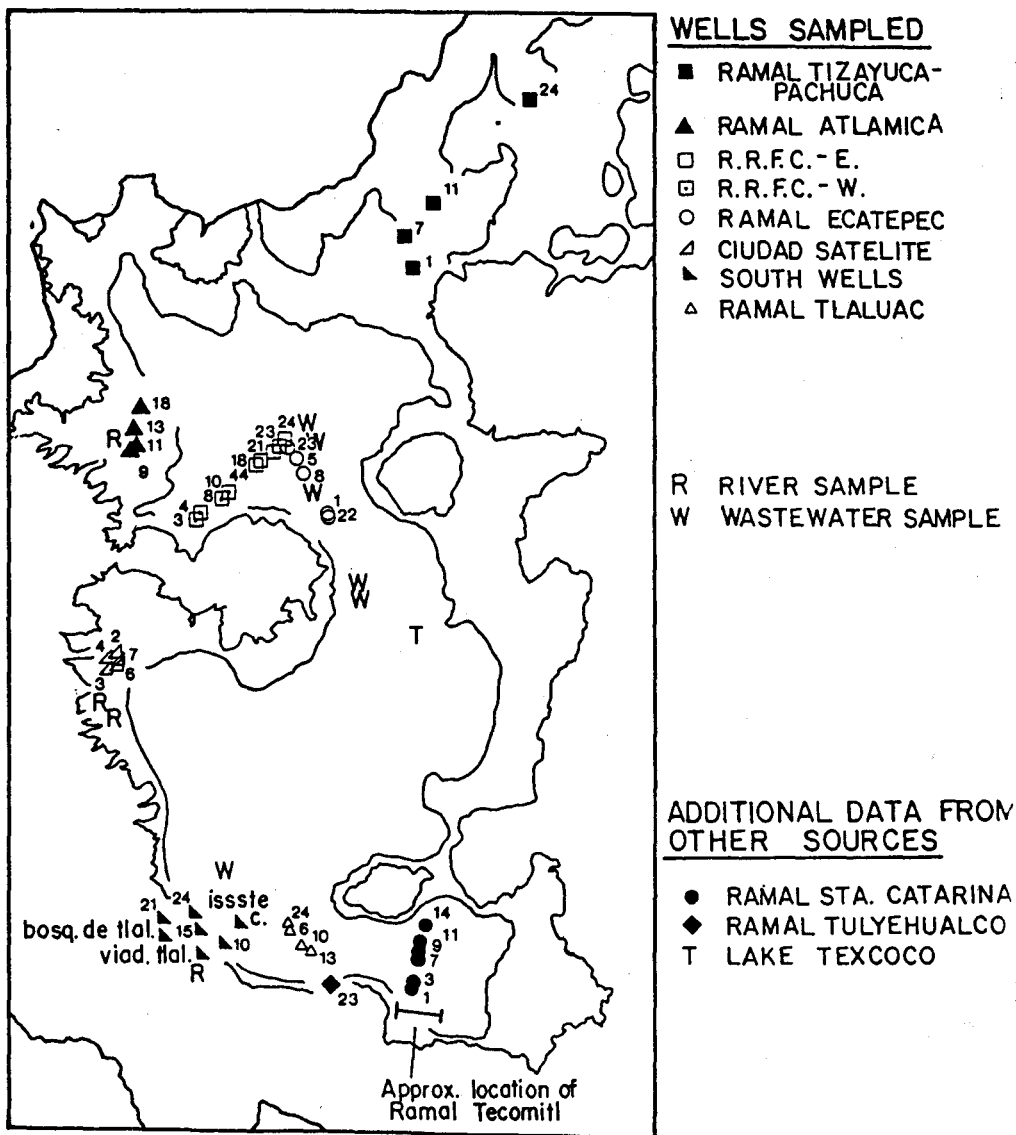 WELLS SAMPLED
RAMAL TIZAYUCA-
PACHUCA
RAMAL ATLAMICA
R.R.F.C.-E.
R.R.F.C.-W.
RAMAL ECATEPEC
CIUDAD SATELITE
SOUTH WELLS
RAMAL TLALUAC
R RIVER SAMPLE
W WASTEWATER SAMPLE
ADDITIONAL DATA FROM
OTHER SOURCES
RAMAL STA. CATARINA
RAMAL TULYEHUALCO
T LAKE TEXCOCO
24
11
7
1
18
13
R
11
9
24
W
23
W
23
21
5
18
8
44
W
10
8
4
3
1
22
W
W
T
2
4
7
3
6
R
R
W
issste
c.
21
24
bosq. de tlal.
15
10
viad. tlal.
R
24
6
10
13
23
14
11
9
7
3
1
Approx. location of
Ramal Tecomitl